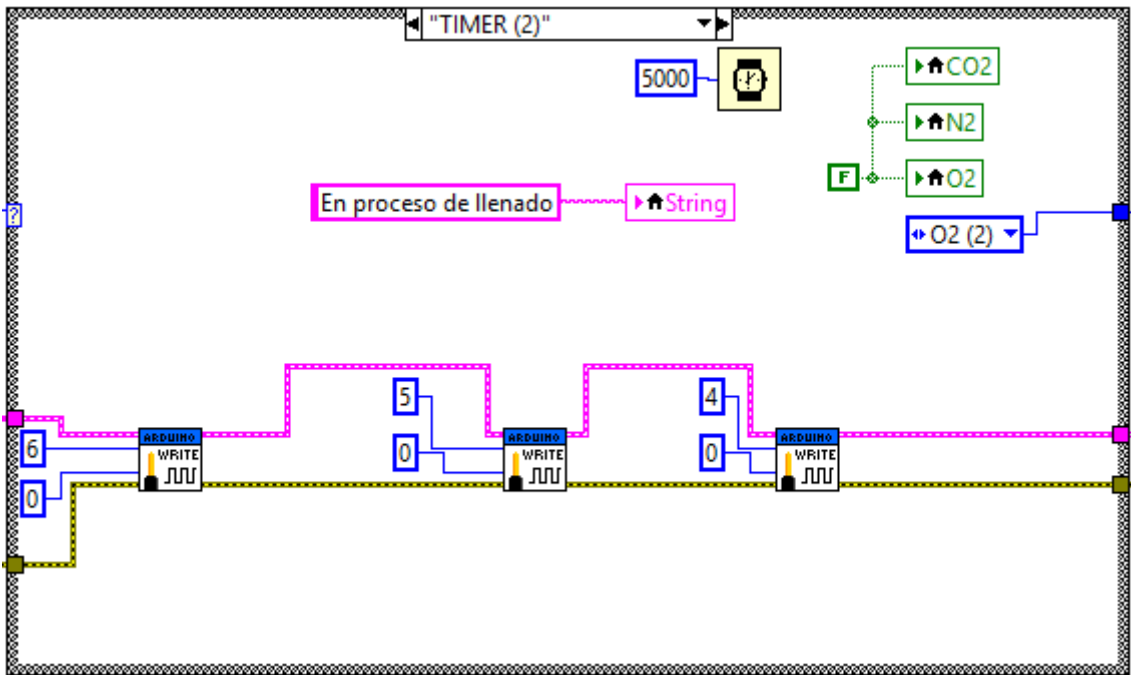 "TIMER (2)"
5000
CO2
N2
F
O2
En proceso de llenado
String
?
O2 (2)
5
4
ARDUINO
WRITE
ARDUINO
WRITE
ARDUINO
WRITE
6
0
0
0